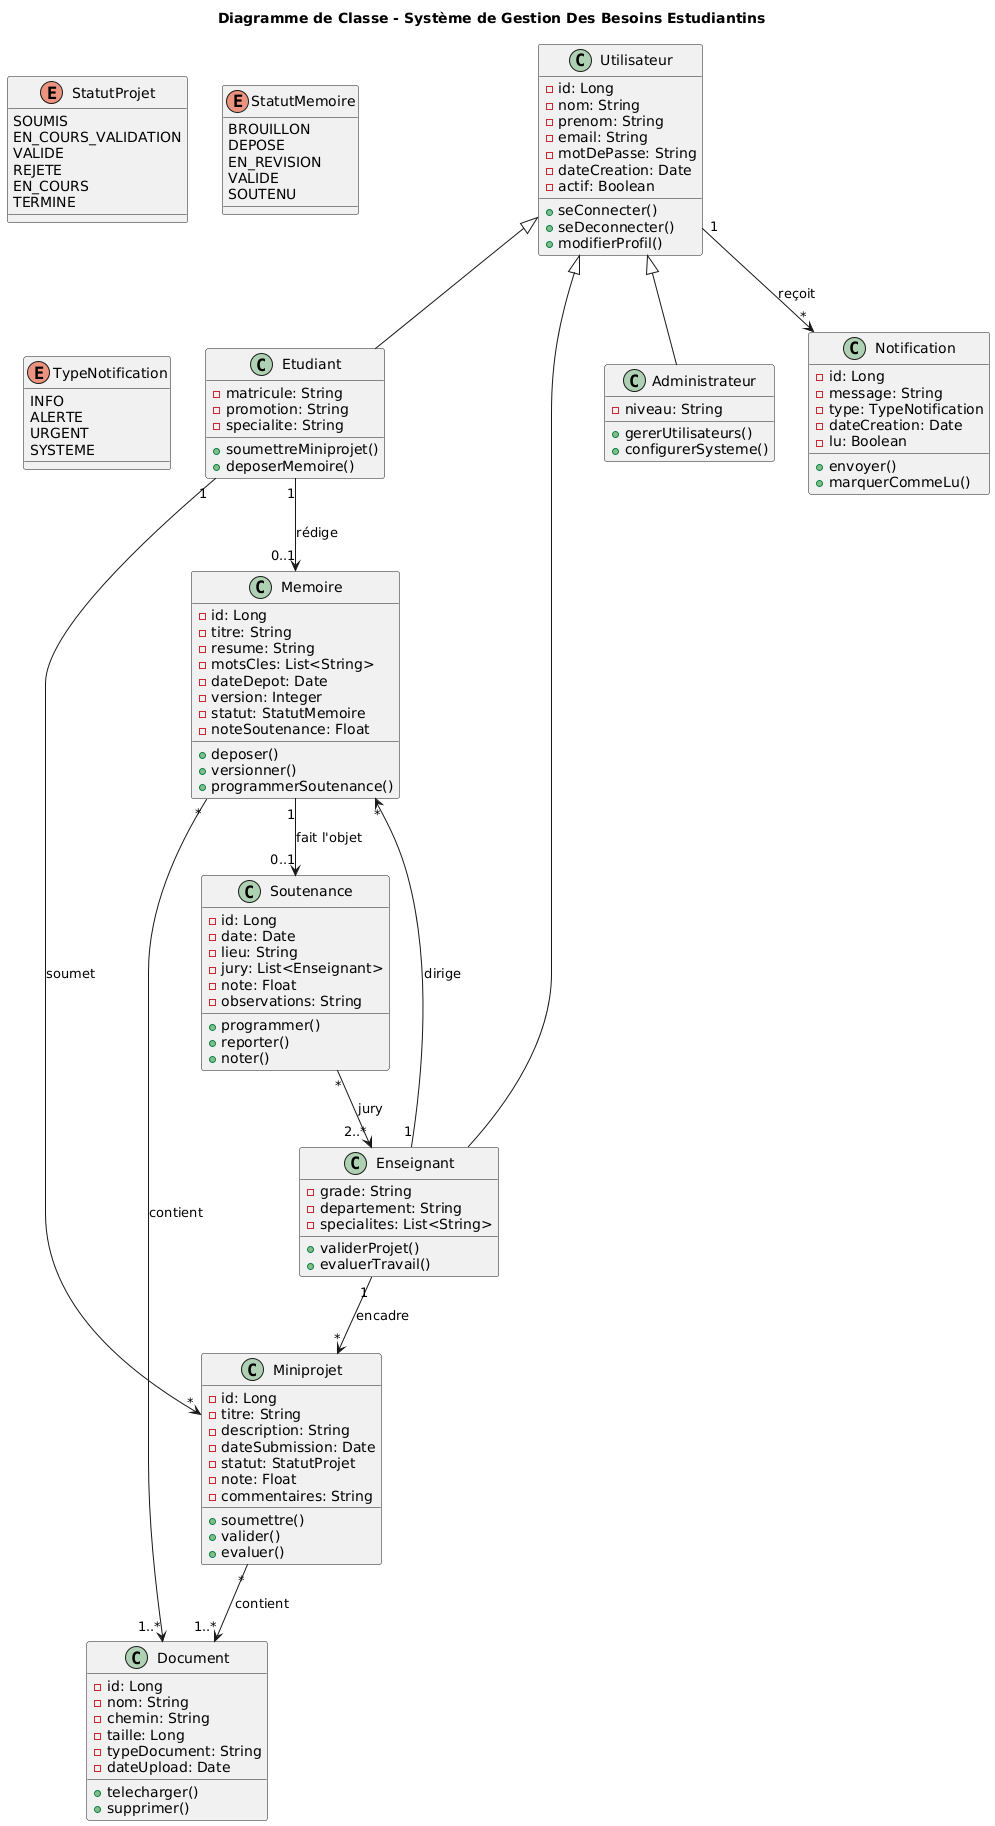 Diagramme de Classe - Système de Gestion Des Besoins Estudiantins
E StatutProjet
SOUMIS
EN_COURS_VALIDATION
VALIDE
REJETE
EN_COURS
TERMINE
E StatutMemoire
BROUILLON
DEPOSE
EN_REVISION
VALIDE
SOUTENU
C Utilisateur
id: Long
nom: String
prenom: String
email: String
motDePasse: String
dateCreation: Date
actif: Boolean
seConnecter()
seDeconnecter()
modifierProfil()
1
reçoit
*
E TypeNotification
INFO
ALERTE
URGENT
SYSTEME
C Etudiant
matricule: String
promotion: String
specialite: String
soumettreMiniprojet()
deposerMemoire()
C Administrateur
niveau: String
gererUtilisateurs()
configurerSysteme()
C Notification
id: Long
message: String
type: TypeNotification
dateCreation: Date
lu: Boolean
envoyer()
marquerCommeLu()
1
1
rédige
0..1
C Memoire
id: Long
titre: String
resume: String
motsCles: List<String>
dateDepot: Date
version: Integer
statut: StatutMemoire
noteSoutenance: Float
deposer()
versionner()
programmerSoutenance()
*
1
*
fait l'objet
0..1
C Soutenance
id: Long
date: Date
lieu: String
jury: List<Enseignant>
note: Float
observations: String
programmer()
reporter()
noter()
soumet
dirige
*
jury
2..*
1
C Enseignant
grade: String
departement: String
specialites: List<String>
validerProjet()
evaluerTravail()
contient
1
encadre
*
*
C Miniprojet
id: Long
titre: String
description: String
dateSubmission: Date
statut: StatutProjet
note: Float
commentaires: String
soumettre()
valider()
evaluer()
*
contient
1..*
1..*
C Document
id: Long
nom: String
chemin: String
taille: Long
typeDocument: String
dateUpload: Date
telecharger()
supprimer()